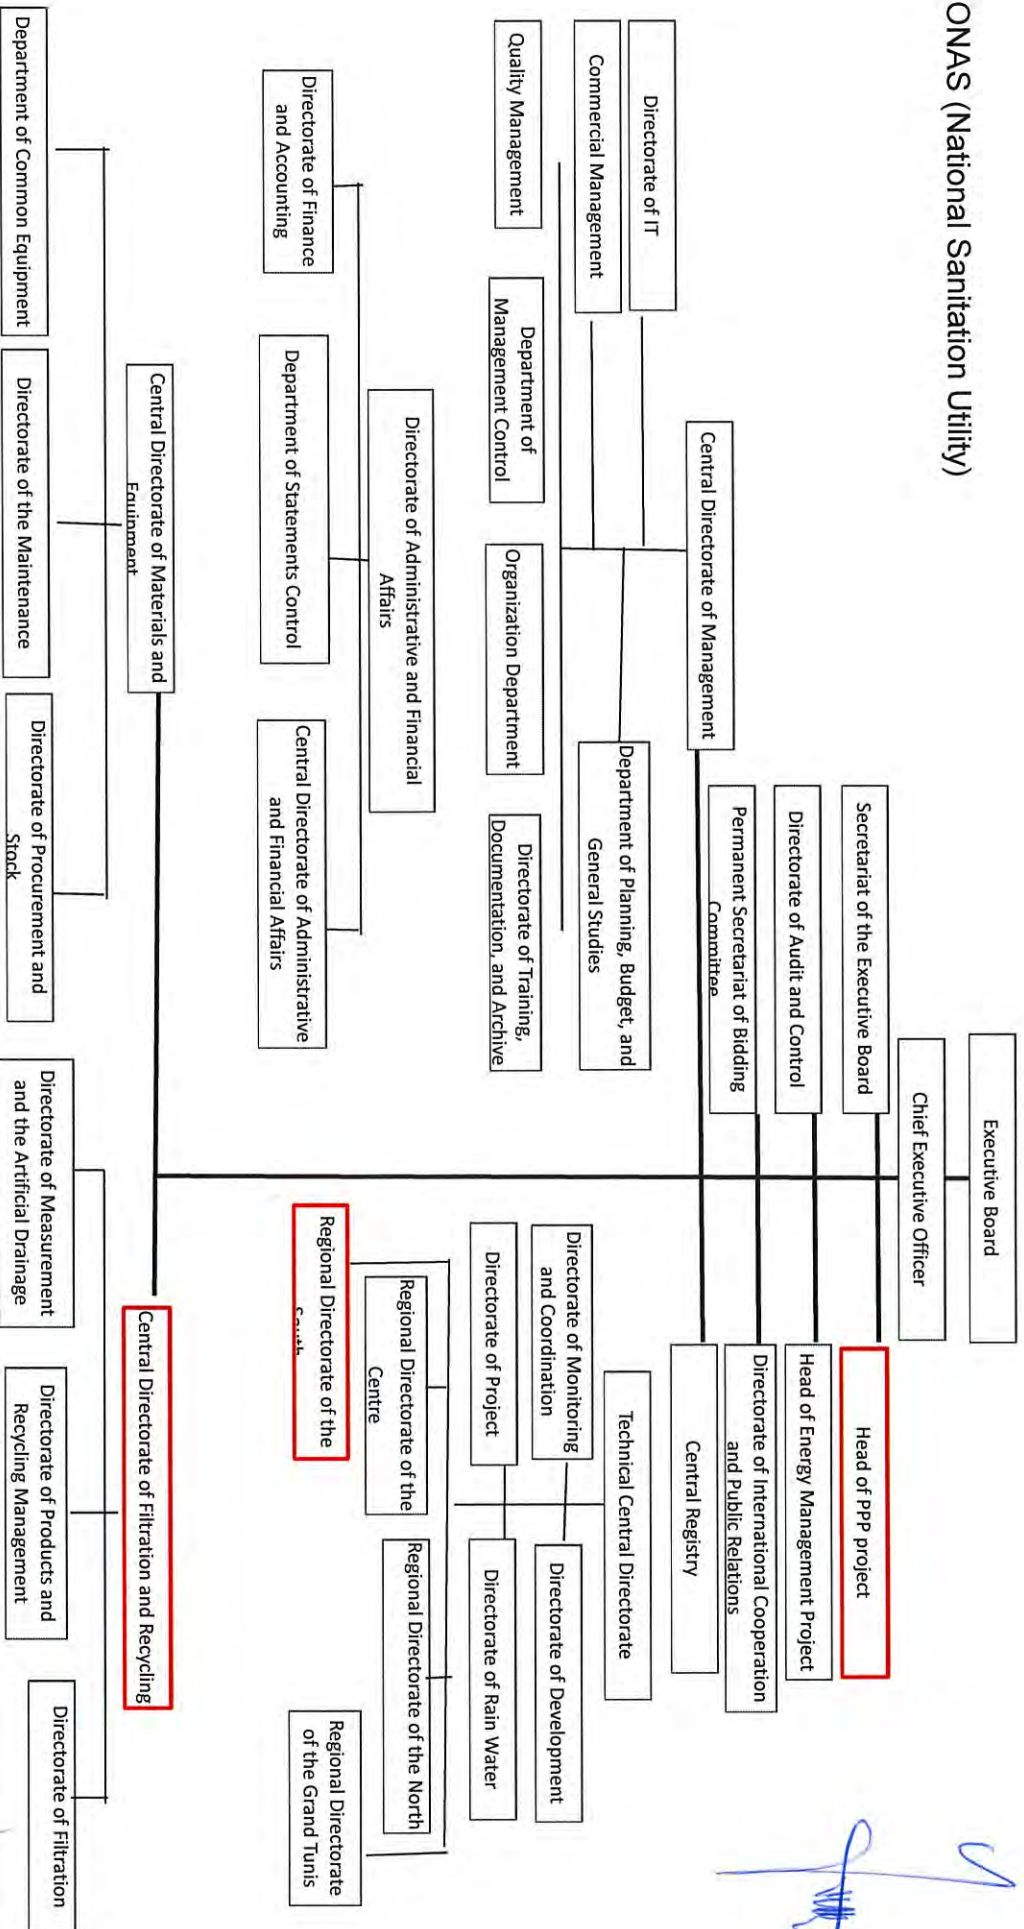 ONAS (National Sanitation Utility)
Executive Board
Chief Executive Officer
Secretariat of the Executive Board
Head of PPP project
Directorate of Audit and Control
Head of Energy Management Project
Permanent Secretariat of Bidding
Committee
Directorate of International Cooperation
and Public Relations
Central Registry
Central Directorate of Management
Directorate of IT
Commercial Management
Department of Planning, Budget, and
General Studies
Quality Management
Department of
Management Control
Organization Department
Directorate of Training,
Documentation, and Archive
Technical Central Directorate
Directorate of Monitoring
and Coordination
Directorate of Development
Directorate of Project
Directorate of Rain Water
Directorate of Administrative and Financial
Affairs
Directorate of Finance
and Accounting
Department of Statements Control
Central Directorate of Administrative
and Financial Affairs
Regional Directorate of the
South
Regional Directorate of the
Centre
Regional Directorate of the North
Regional Directorate
of the Grand Tunis
Central Directorate of Materials and
Equipment
Central Directorate of Filtration and Recycling
Department of Common Equipment
Directorate of the Maintenance
Directorate of Procurement and
Stock
Directorate of Measurement
and the Artificial Drainage
Directorate of Products and
Recycling Management
Directorate of Filtration